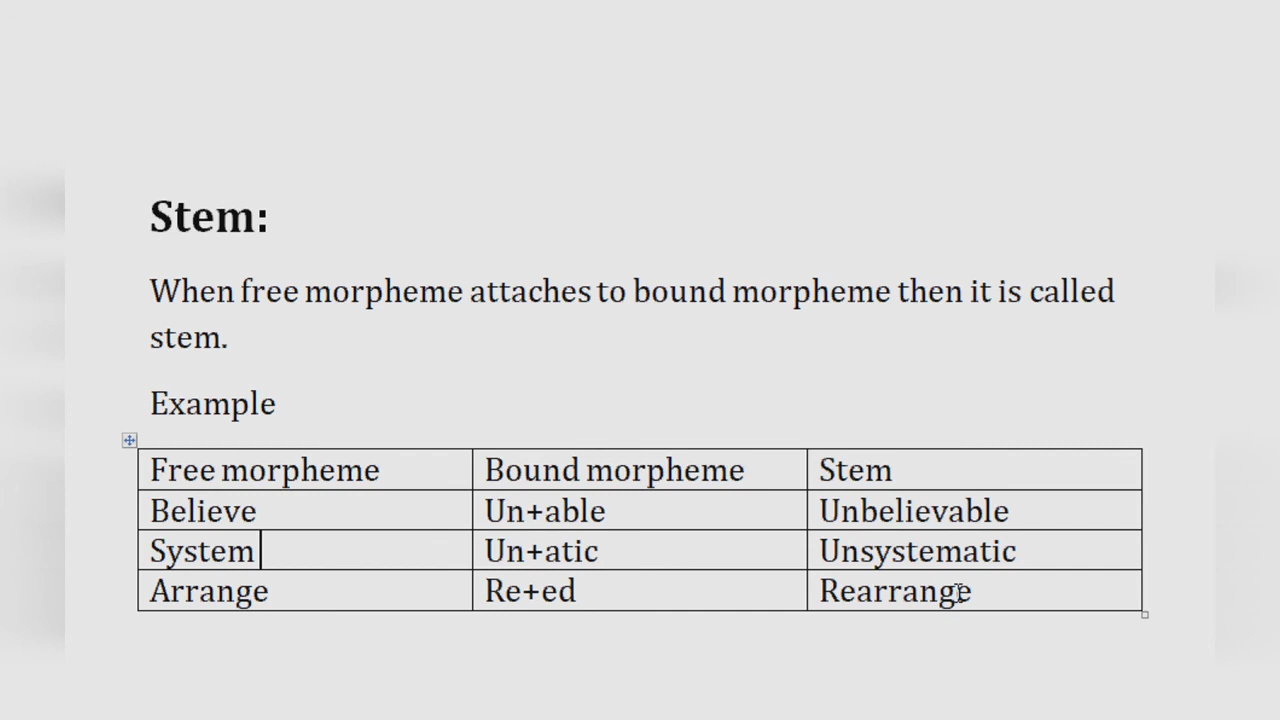 Stem:
When free morpheme attaches to bound morpheme then it is called
stem.
Example
Free morpheme Bound morpheme Stem
Believe Un+able Unbelievable
System Un+atic Unsystematic
Arrange Re+ed Rearrange